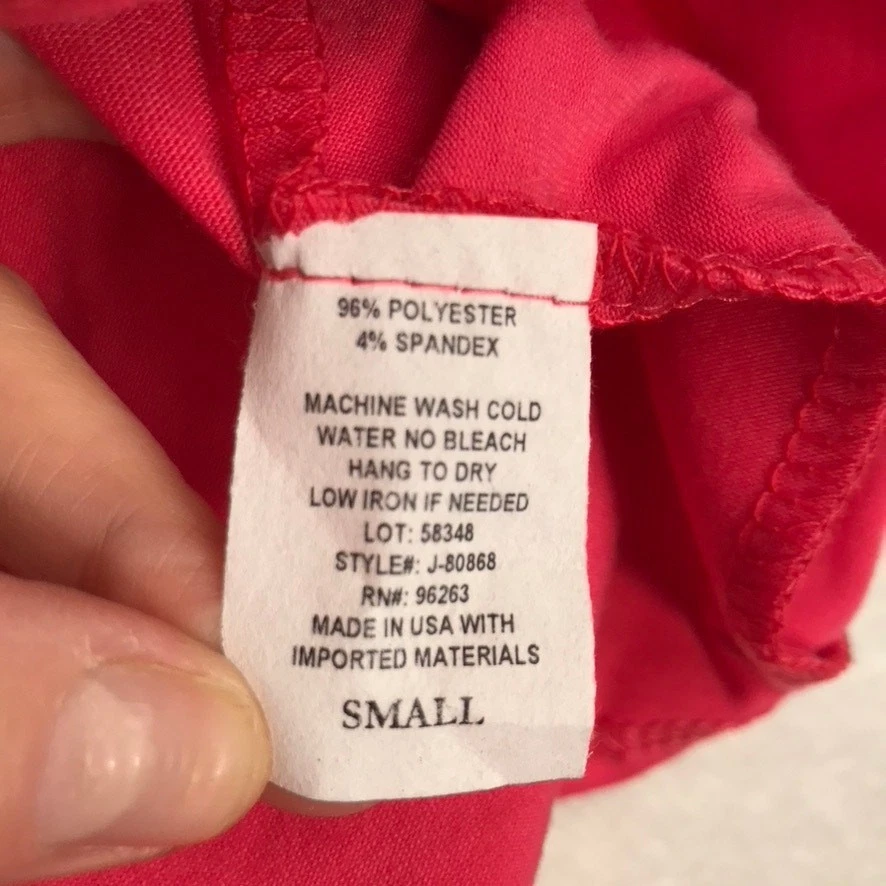 96% POLYESTER
4% SPANDEX
MACHINE WASH COLD
WATER NO BLEACH
HANG TO DRY
LOW IRON IF NEEDED
LOT: 58348
STYLE#: J-80868
RN#: 96263
MADE IN USA WITH
IMPORTED MATERIALS
SMALL